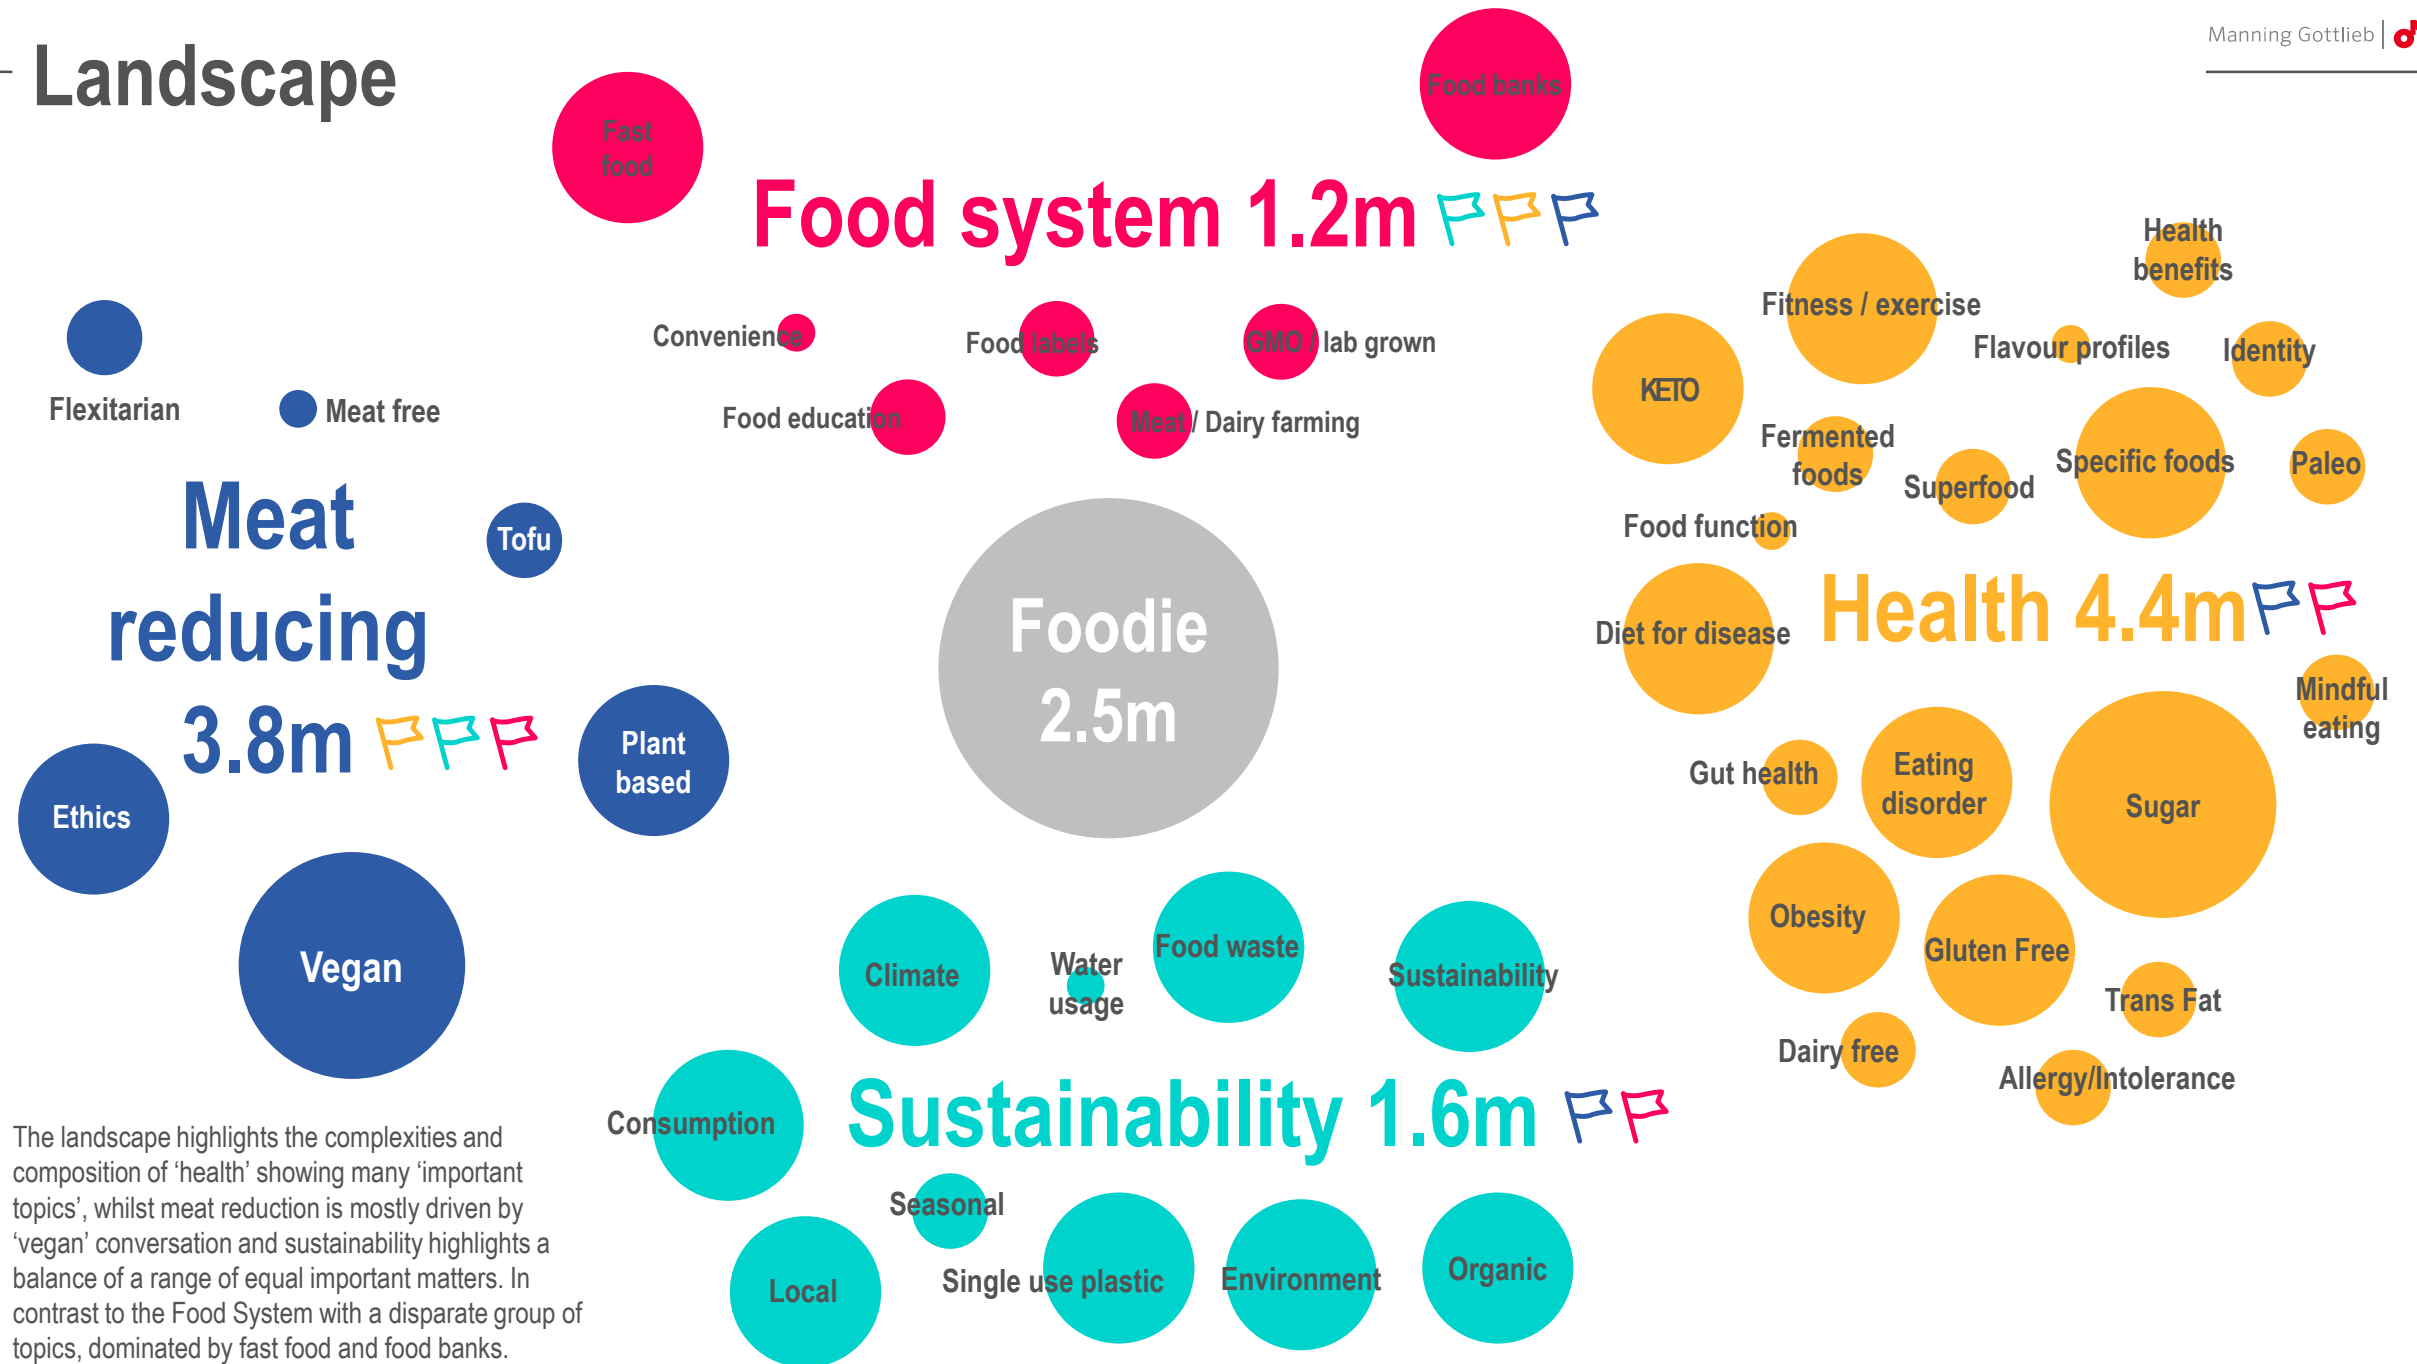 Landscape
Manning Gottlieb
Food banks
Fast
food
Food system 1.2m
Convenience
Food labels
GMO / lab grown
Food education
Meat / Dairy farming
Flexitarian
Meat free
Meat
reducing
3.8m
Tofu
Plant
based
Ethics
Vegan
Foodie
2.5m
Health
benefits
Fitness / exercise
Flavour profiles
Identity
KETO
Fermented
foods
Superfood
Specific foods
Paleo
Food function
Diet for disease
Health 4.4m
Mindful
eating
Gut health
Eating
disorder
Sugar
Obesity
Gluten Free
Trans Fat
Dairy free
Allergy/Intolerance
Climate
Water
usage
Food waste
Sustainability
Consumption
Sustainability 1.6m
Seasonal
Local
Single use plastic
Environment
Organic
The landscape highlights the complexities and
composition of ‘health’ showing many ‘important
topics’, whilst meat reduction is mostly driven by
‘vegan’ conversation and sustainability highlights a
balance of a range of equal important matters. In
contrast to the Food System with a disparate group of
topics, dominated by fast food and food banks.